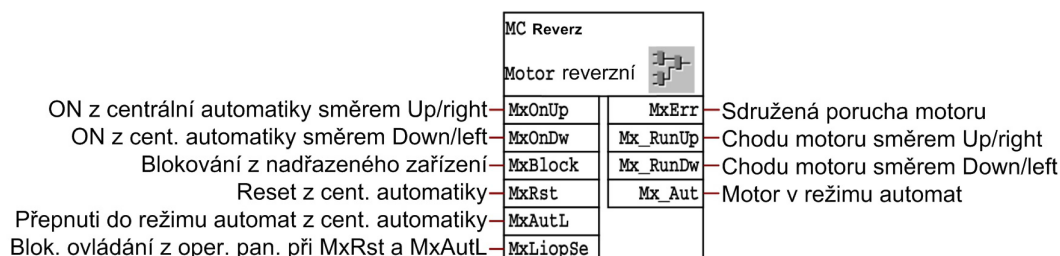 MC Reverz
Motor reverzní
ON z centrální automatiky směrem Up/right MxOnUp MxErr Sdružená porucha motoru
ON z cent. automatiky směrem Down/left MxOnDw Mx_RunUp Chodu motoru směrem Up/right
Blokování z nadřazeného zařízení MxBlock Mx_RunDw Chodu motoru směrem Down/left
Reset z cent. automatiky MxRst Mx_Aut Motor v režimu automat
Přepnuti do režimu automat z cent. automatiky MxAutL
Blok. ovládání z oper. pan. při MxRst a MxAutL MxLiopSe